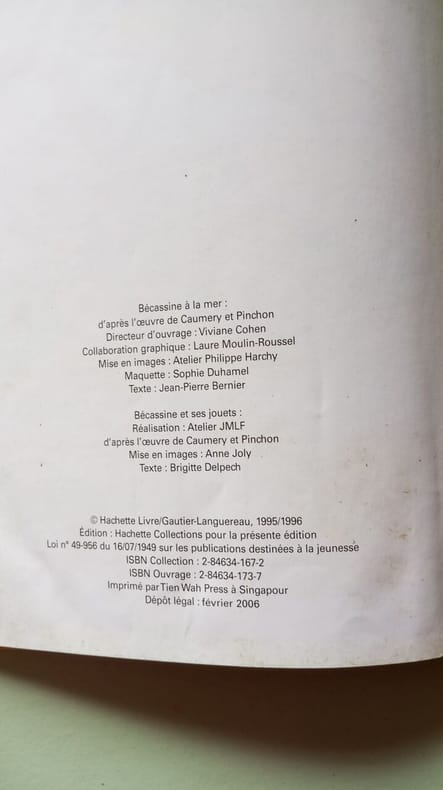 Bécassine à la mer :
d'après l'œuvre de Caumery et Pinchon
Directeur d'ouvrage : Viviane Cohen
Collaboration graphique : Laure Moulin-Roussel
Mise en images : Atelier Philippe Harchy
Maquette : Sophie Duhamel
Texte : Jean-Pierre Bernier
Bécassine et ses jouets :
Réalisation : Atelier JMLF
d'après l'œuvre de Caumery et Pinchon
Mise en images : Anne Joly
Texte : Brigitte Delpech
© Hachette Livre/Gautier-Languereau, 1995/1996
Édition : Hachette Collections pour la présente édition
Loi n° 49-956 du 16/07/1949 sur les publications destinées à la jeunesse
ISBN Collection : 2-84634-167-2
ISBN Ouvrage : 2-84634-173-7
Imprimé par Tien Wah Press à Singapour
Dépôt légal : février 2006